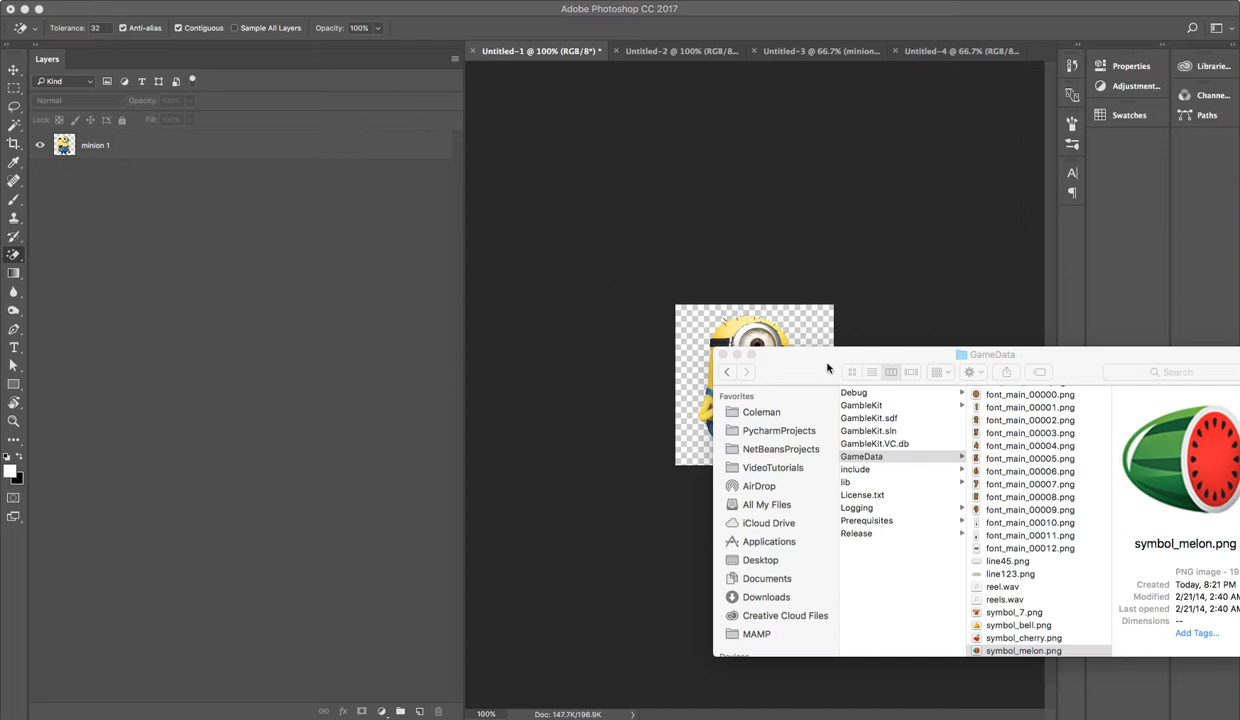 Adobe Photoshop CC 2017
Tolerance: 32 Anti-alias Contiguous Sample All Layers Opacity: 100%
Layers
Untitled-1 @ 100% (RGB/8*) * Untitled-2 @ 100% (RGB/8... Untitled-3 @ 66.7% (minion... Untitled-4 @ 66.7% (RGB/8...
Kind
Normal Opacity: 100%
Lock: Fill: 100%
minion 1
Properties
Adjustment...
Swatches
Librarie...
Channe...
Paths
GameData
Search
Favorites
Coleman
PycharmProjects
NetBeansProjects
VideoTutorials
AirDrop
All My Files
iCloud Drive
Applications
Desktop
Documents
Downloads
Creative Cloud Files
MAMP
Devices
Debug
GambleKit
GambleKit.sdf
GambleKit.sln
GambleKit.VC.db
GameData
include
lib
License.txt
Logging
Prerequisites
Release
font_main_00000.png
font_main_00001.png
font_main_00002.png
font_main_00003.png
font_main_00004.png
font_main_00005.png
font_main_00006.png
font_main_00007.png
font_main_00008.png
font_main_00009.png
font_main_00010.png
font_main_00011.png
font_main_00012.png
line45.png
line123.png
reel.wav
reels.wav
symbol_7.png
symbol_bell.png
symbol_cherry.png
symbol_melon.png
symbol_melon.png
PNG image - 19
Created Today, 8:21 PM
Modified 2/21/14, 2:40 AM
Last opened 2/21/14, 2:40 AM
Dimensions --
Add Tags...
100% Doc: 147.7K/196.9K